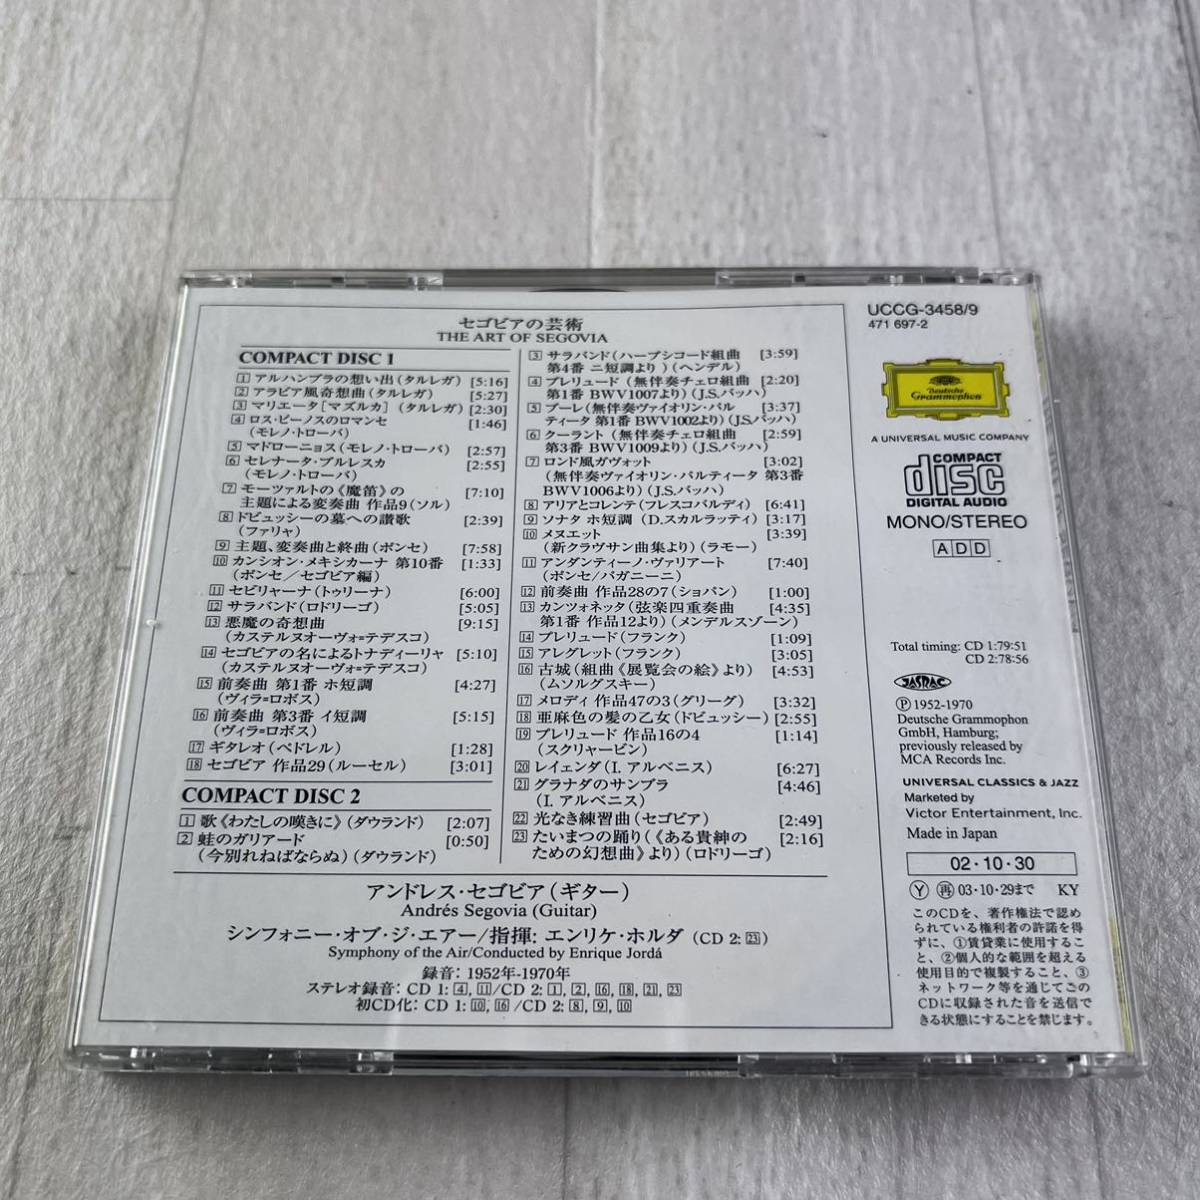 セゴビアの芸術
THE ART OF SEGOVIA
COMPACT DISC 1
1 アルハンブラの想い出(タルレガ) [5:16]
2 アラビア風奇想曲(タルレガ) [5:27]
3 マリエータ[マズルカ] (タルレガ) [2:30]
4 ロス・ピーノスのロマンセ [1:46]
(モレノ・トローバ)
5 マドローニョス(モレノ・トローバ) [2:57]
6 セレナータ・ブルレスカ [2:55]
(モレノ・トローバ)
7 モーツァルトの《魔笛》の [7:10]
主題による変奏曲 作品9(ソル)
8 ドビュッシーの墓への讃歌 [2:39]
(ファリャ)
9 主題、変奏曲と終曲(ポンセ) [7:58]
10 カンシオン・メキシカーナ 第10番 [1:33]
(ポンセ/セゴビア編)
11 セビリャーナ(トゥリーナ) [6:00]
12 サラバンド(ロドリーゴ) [5:05]
13 悪魔の奇想曲 [9:15]
(カステルヌオーヴォ=テデスコ)
14 セゴビアの名によるトナディーリャ [5:10]
(カステルヌオーヴォ=テデスコ)
15 前奏曲 第1番 ホ短調 [4:27]
(ヴィラ=ロボス)
16 前奏曲 第3番 イ短調 [5:15]
(ヴィラ=ロボス)
17 ギタレオ(ペドレル) [1:28]
18 セゴビア 作品29(ルーセル) [3:01]
COMPACT DISC 2
1 歌《わたしの嘆きに》(ダウランド) [2:07]
2 蛙のガリアード [0:50]
(今別れねばならぬ)(ダウランド)
3 サラバンド(ハープシコード組曲 [3:59]
第4番 ニ短調より)(ヘンデル)
4 プレリュード(無伴奏チェロ組曲 [2:20]
第1番 BWV1007より)(J.S.バッハ)
5 ブーレ(無伴奏ヴァイオリン・パル [3:37]
ティータ 第1番 BWV1002より)(J.S.バッハ)
6 クーラント(無伴奏チェロ組曲 [2:59]
第3番 BWV1009より)(J.S.バッハ)
7 ロンド風ガヴォット [3:02]
(無伴奏ヴァイオリン・パルティータ 第3番
BWV1006より)(J.S.バッハ)
8 アリアとコレンテ(フレスコバルディ) [6:41]
9 ソナタ ホ短調(D.スカルラッティ) [3:17]
10 メヌエット [3:39]
(新クラヴサン曲集より)(ラモー)
11 アンダンティーノ・ヴァリアート [7:40]
(ポンセ/パガニーニ)
12 前奏曲 作品28の7(ショパン) [1:00]
13 カンツォネッタ(弦楽四重奏曲 [4:35]
第1番 作品12より)(メンデルスゾーン)
14 プレリュード(フランク) [1:09]
15 アレグレット(フランク) [3:05]
16 古城(組曲《展覧会の絵》より) [4:53]
(ムソルグスキー)
17 メロディ 作品47の3(グリーグ) [3:32]
18 亜麻色の髪の乙女(ドビュッシー) [2:55]
19 プレリュード 作品16の4 [1:14]
(スクリャービン)
20 レイェンダ(I. アルベニス) [6:27]
21 グラナダのサンブラ [4:46]
(I. アルベニス)
22 光なき練習曲(セゴビア) [2:49]
23 たいまつの踊り(《ある貴紳の [2:16]
ための幻想曲》より)(ロドリーゴ)
アンドレス・セゴビア(ギター)
Andrés Segovia (Guitar)
シンフォニー・オブ・ジ・エアー/指揮: エンリケ・ホルダ (CD 2: 23)
Symphony of the Air/Conducted by Enrique Jordá
録音: 1952年-1970年
ステレオ録音: CD 1: 4, 11/CD 2: 1, 2, 16, 18, 21, 23
初CD化: CD 1: 10, 16/CD 2: 8, 9, 10
UCCG-3458/9
471 697-2
Deutsche
Grammophon
A UNIVERSAL MUSIC COMPANY
COMPACT
disc
DIGITAL AUDIO
MONO/STEREO
ADD
Total timing: CD 1:79:51
CD 2:78:56
JASRAC
℗ 1952-1970
Deutsche Grammophon
GmbH, Hamburg;
previously released by
MCA Records Inc.
UNIVERSAL CLASSICS & JAZZ
Marketed by
Victor Entertainment, Inc.
Made in Japan
02・10・30
Ⓨ 再 03・10・29まで KY
このCDを、著作権法で認め
られている権利者の許諾を得
ずに、①賃貸業に使用するこ
と、②個人的な範囲を超える
使用目的で複製すること、③
ネットワーク等を通じてこの
CDに収録された音を送信で
きる状態にすることを禁じます。